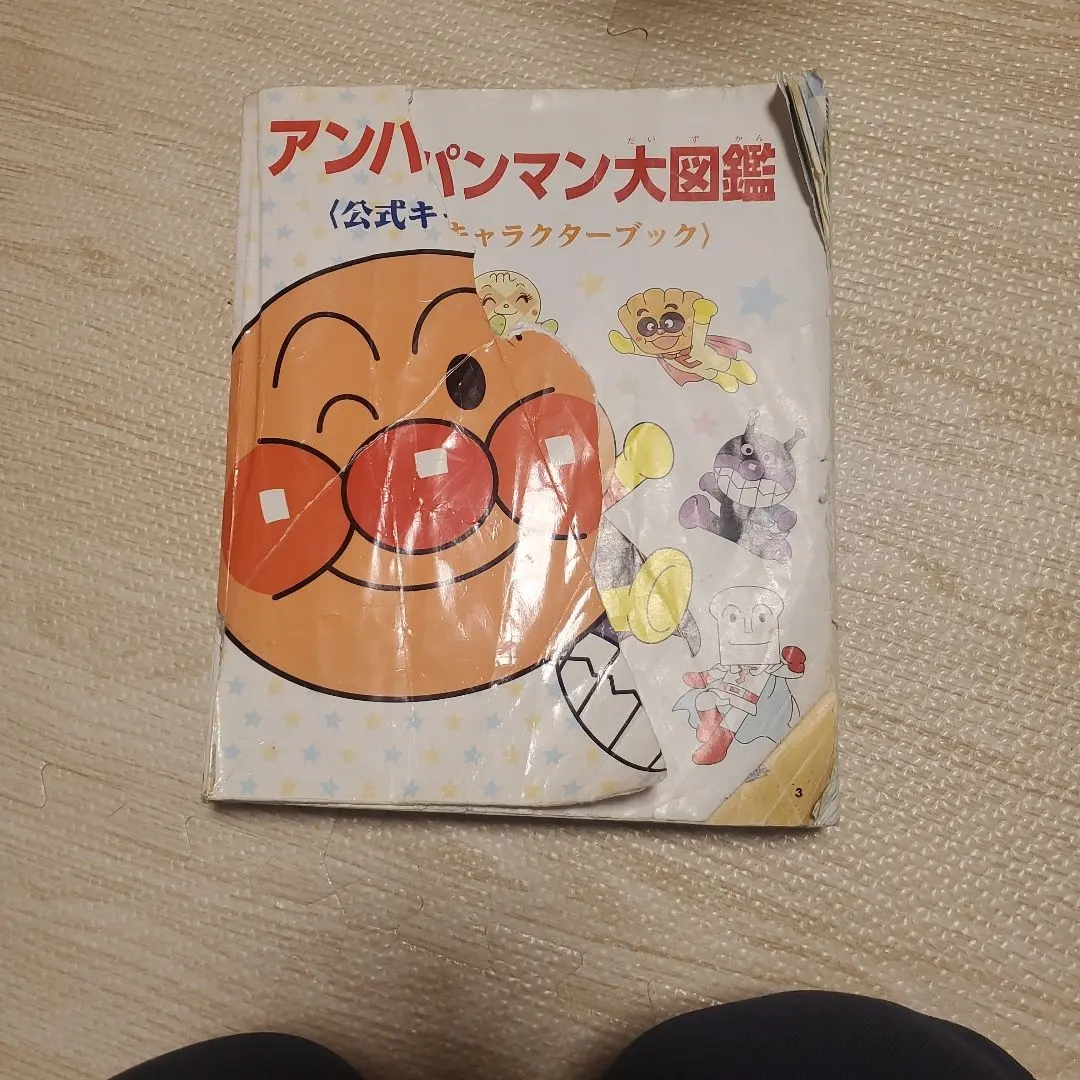 だい ず かん
アンハ パンマン大図鑑
〈公式キ キャラクターブック〉
3